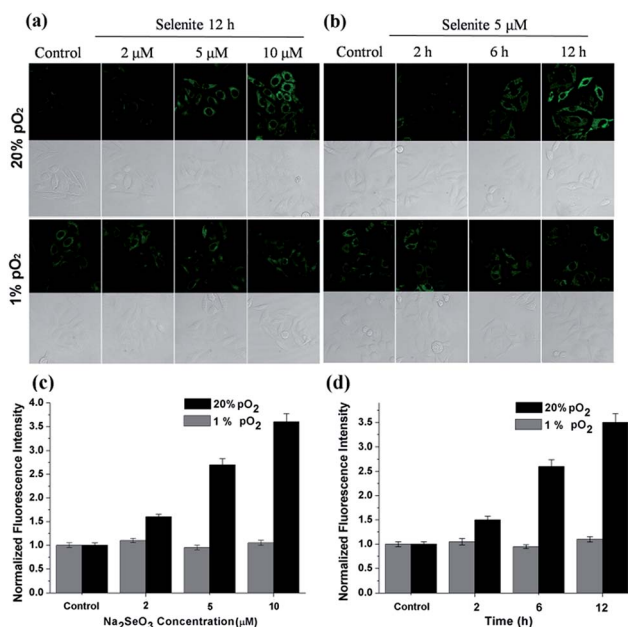 (a)
Selenite 12 h
Control 2 μM 5 μM 10 μM
(b)
Selenite 5 μM
Control 2 h 6 h 12 h
20% pO₂
1% pO₂
(c)
Normalized Fluorescence Intensity
4.0
3.5
3.0
2.5
2.0
1.5
1.0
0.5
0.0
20% pO₂
1 % pO₂
Control 2 5 10
Na₂SeO₃ Concentration(μM)
(d)
Normalized Fluorescence Intensity
3.5
3.0
2.5
2.0
1.5
1.0
0.5
0.0
20% pO₂
1 % pO₂
Control 2 6 12
Time (h)